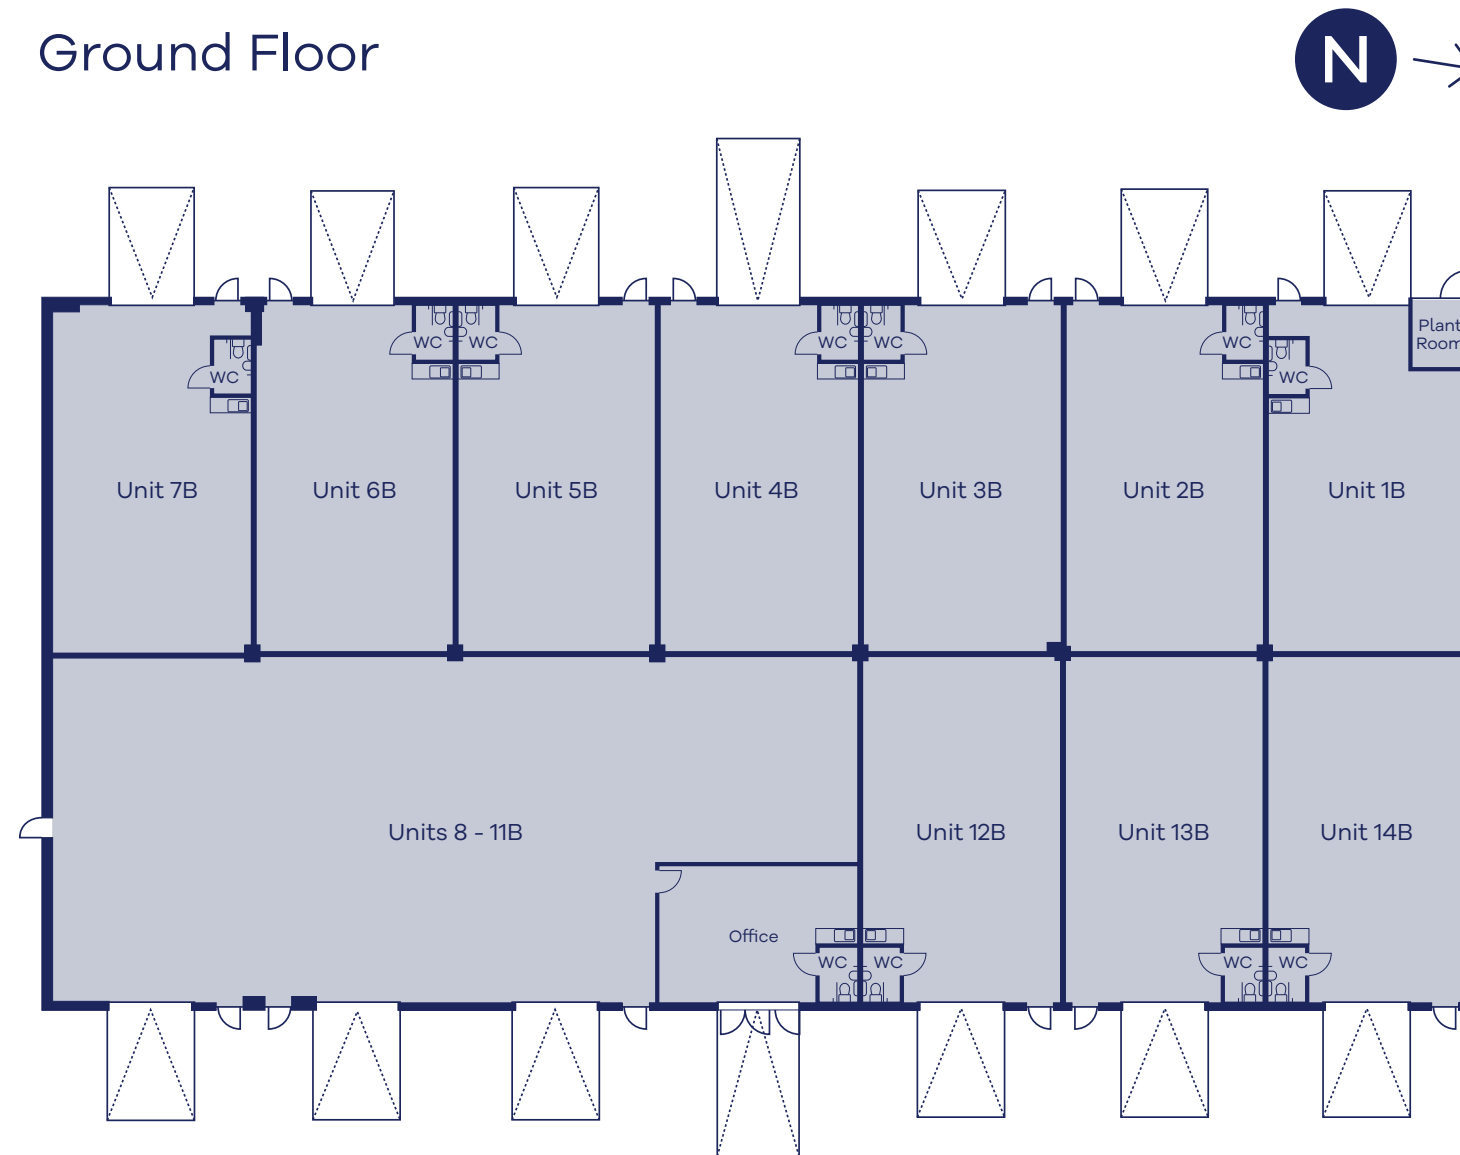 Ground Floor
N
Plant
Room
WC
WC
WC
WC
WC
WC
WC
Unit 7B
Unit 6B
Unit 5B
Unit 4B
Unit 3B
Unit 2B
Unit 1B
Units 8 - 11B
Unit 12B
Unit 13B
Unit 14B
Office
WC
WC
WC
WC